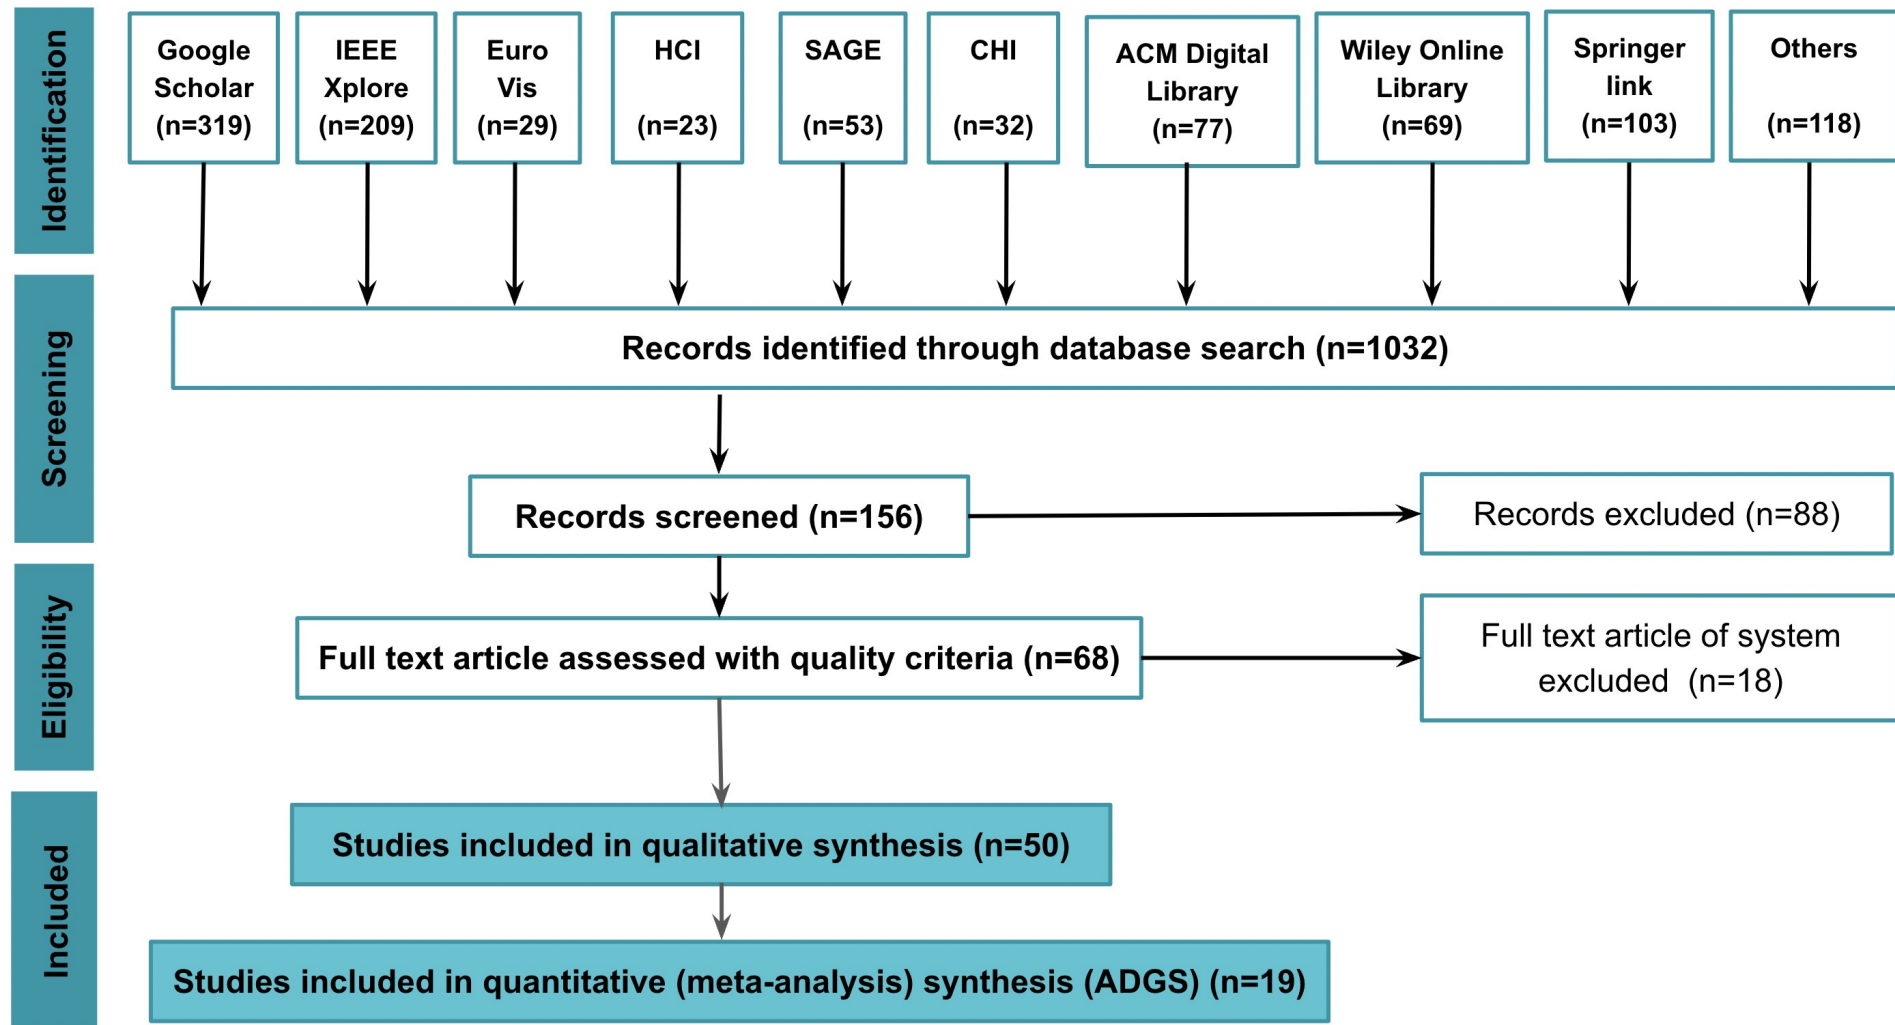 Identification
Google
Scholar
(n=319)
IEEE
Xplore
(n=209)
Euro
Vis
(n=29)
HCI
(n=23)
SAGE
(n=53)
CHI
(n=32)
ACM Digital
Library
(n=77)
Wiley Online
Library
(n=69)
Springer
link
(n=103)
Others
(n=118)
Screening
Records identified through database search (n=1032)
Records screened (n=156)
Records excluded (n=88)
Eligibility
Full text article assessed with quality criteria (n=68)
Full text article of system
excluded (n=18)
Included
Studies included in qualitative synthesis (n=50)
Studies included in quantitative (meta-analysis) synthesis (ADGS) (n=19)